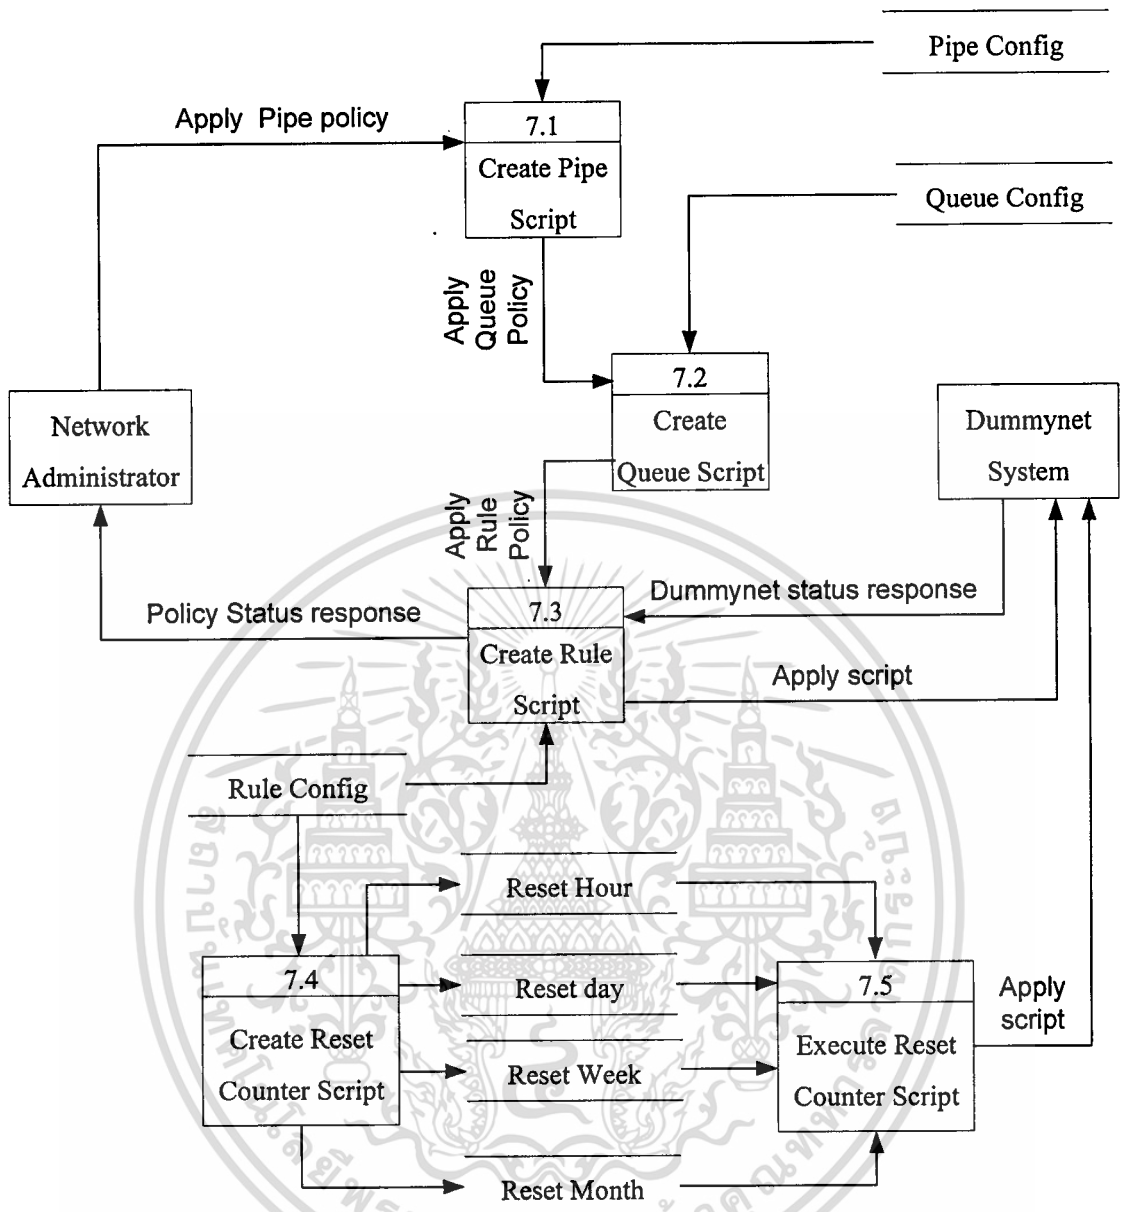 Pipe Config
Apply Pipe policy
7.1
Create Pipe
Script
Queue Config
Apply
Queue
Policy
7.2
Create
Queue Script
Network
Administrator
Dummynet
System
Apply
Rule
Policy
Dummynet status response
Policy Status response
7.3
Create Rule
Script
Apply script
Rule Config
Reset Hour
7.4
Create Reset
Counter Script
Reset day
7.5
Execute Reset
Counter Script
Apply
script
Reset Week
Reset Month